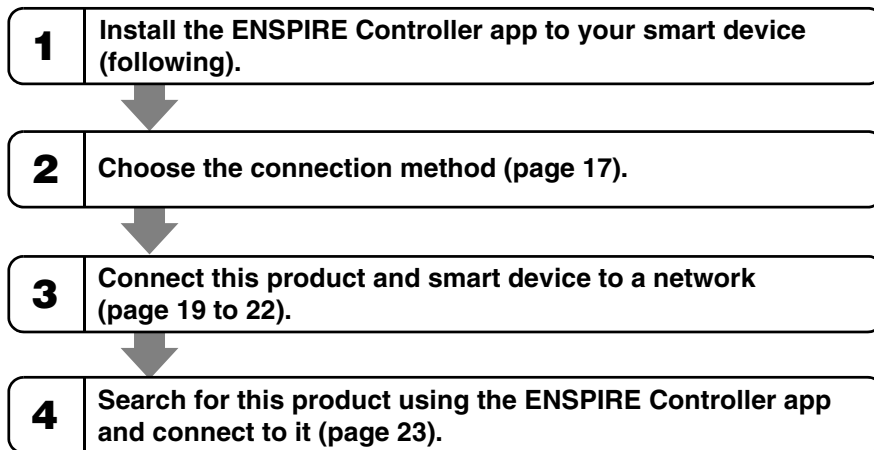 1
Install the ENSPIRE Controller app to your smart device
(following).
2
Choose the connection method (page 17).
3
Connect this product and smart device to a network
(page 19 to 22).
4
Search for this product using the ENSPIRE Controller app
and connect to it (page 23).